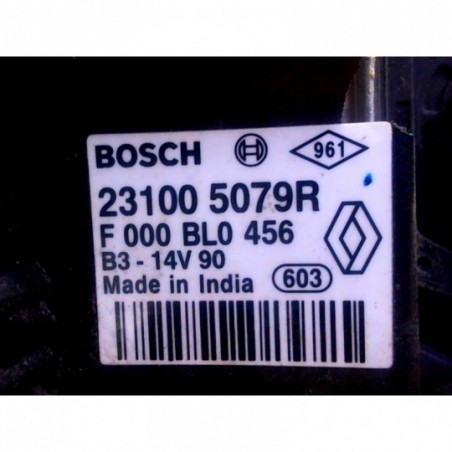 BOSCH 961
23100 5079R
F 000 BL0 456
B3 - 14V 90
Made in India 603